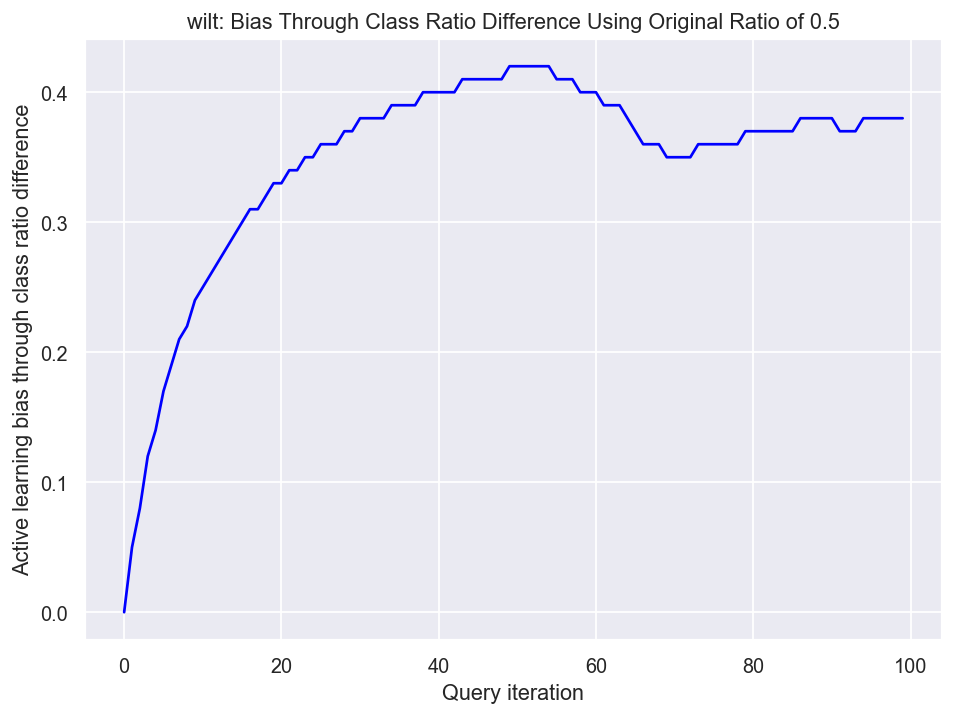 wilt: Bias Through Class Ratio Difference Using Original Ratio of 0.5
Active learning bias through class ratio difference
0.4
0.3
0.2
0.1
0.0
0 20 40 60 80 100
Query iteration